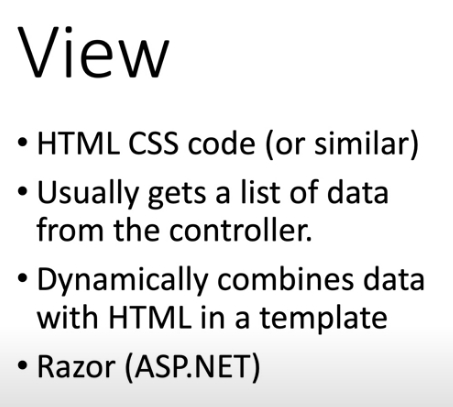 View
• HTML CSS code (or similar)
• Usually gets a list of data
from the controller.
• Dynamically combines data
with HTML in a template
• Razor (ASP.NET)